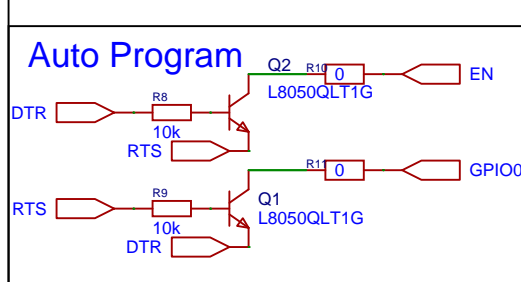 Auto Program
Q2
R10
0
EN
L8050QLT1G
DTR
R8
10k
RTS
R11
0
GPIO0
RTS
R9
10k
Q1
L8050QLT1G
DTR